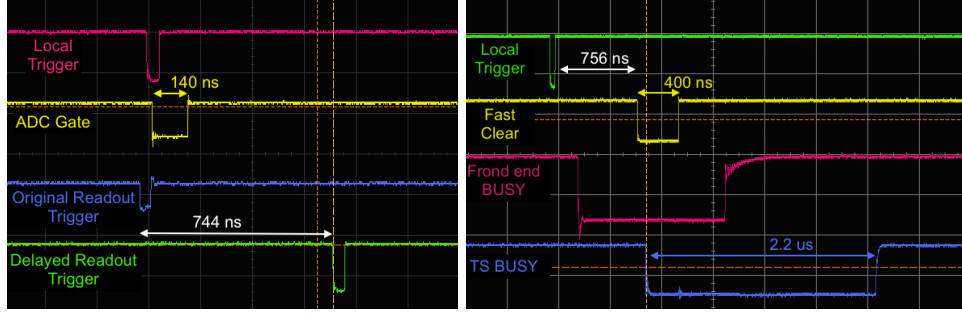 Local
Trigger
140 ns
ADC Gate
Original Readout
Trigger
744 ns
Delayed Readout
Trigger
Local
Trigger
756 ns
400 ns
Fast
Clear
Frond end
BUSY
2.2 us
TS BUSY